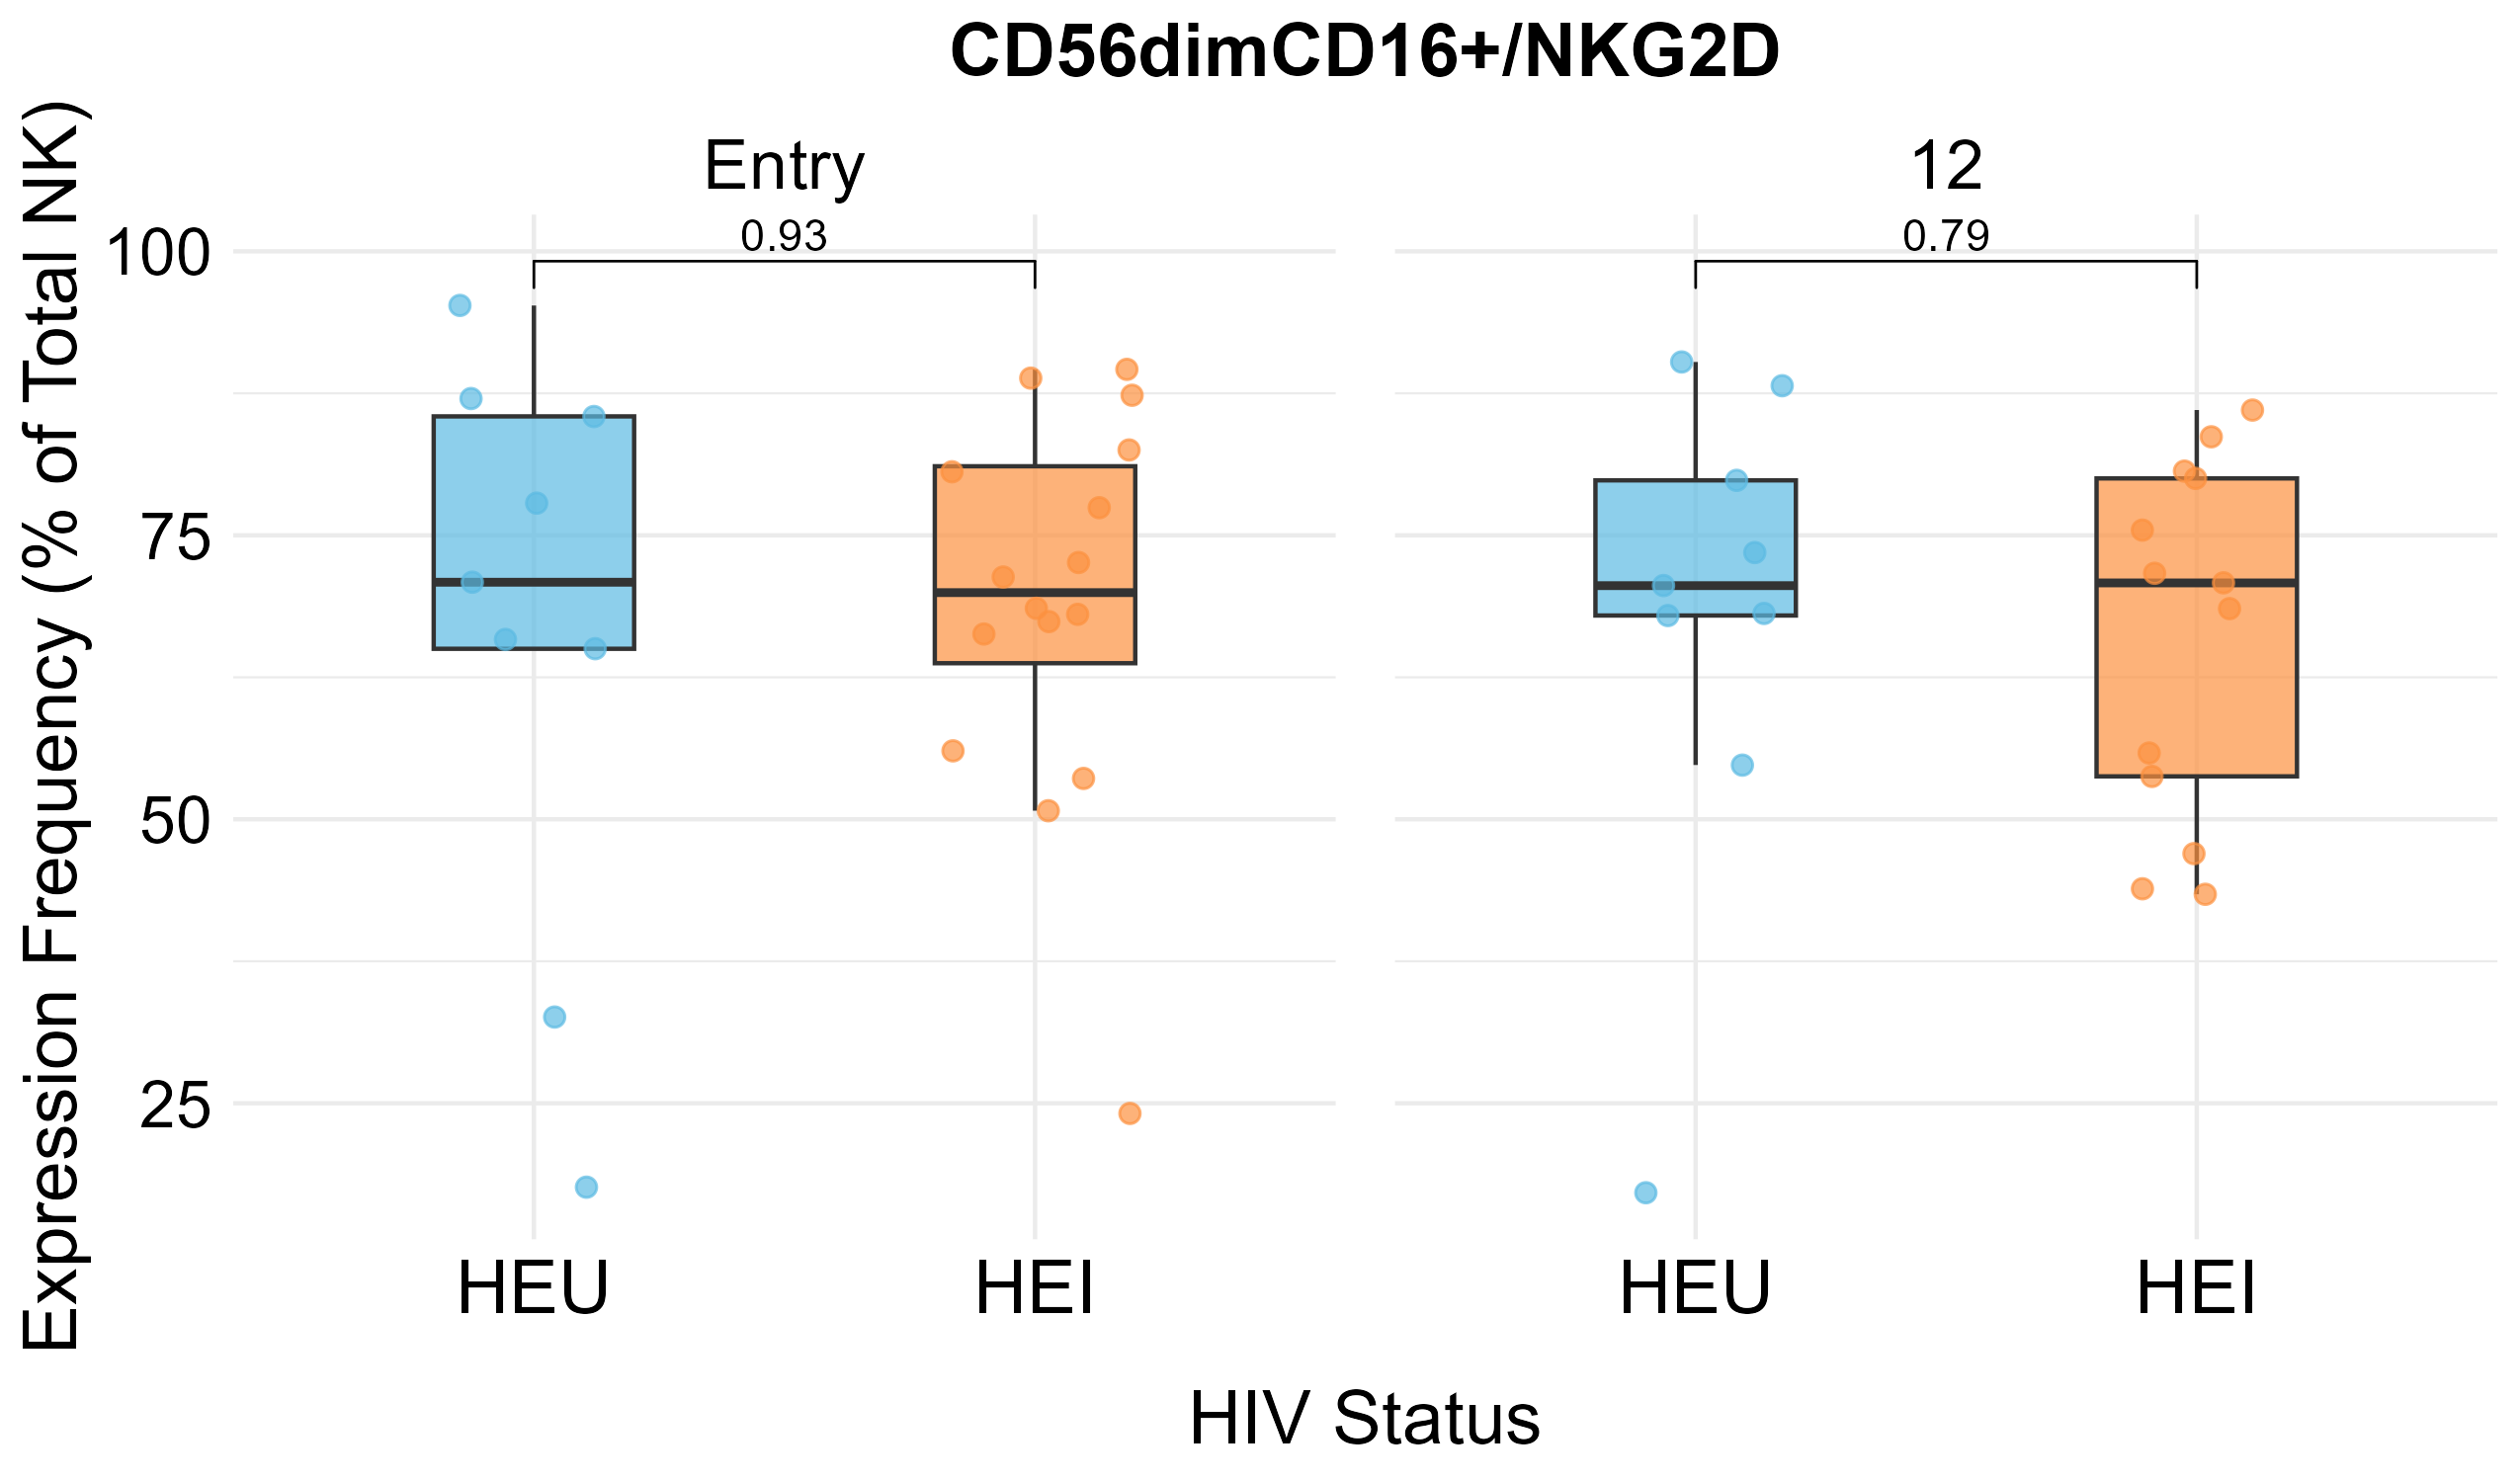 CD56dimCD16+/NKG2D
Entry
12
0.93
0.79
Expression Frequency (% of Total NK)
100
75
50
25
HEU
HEI
HEU
HEI
HIV Status